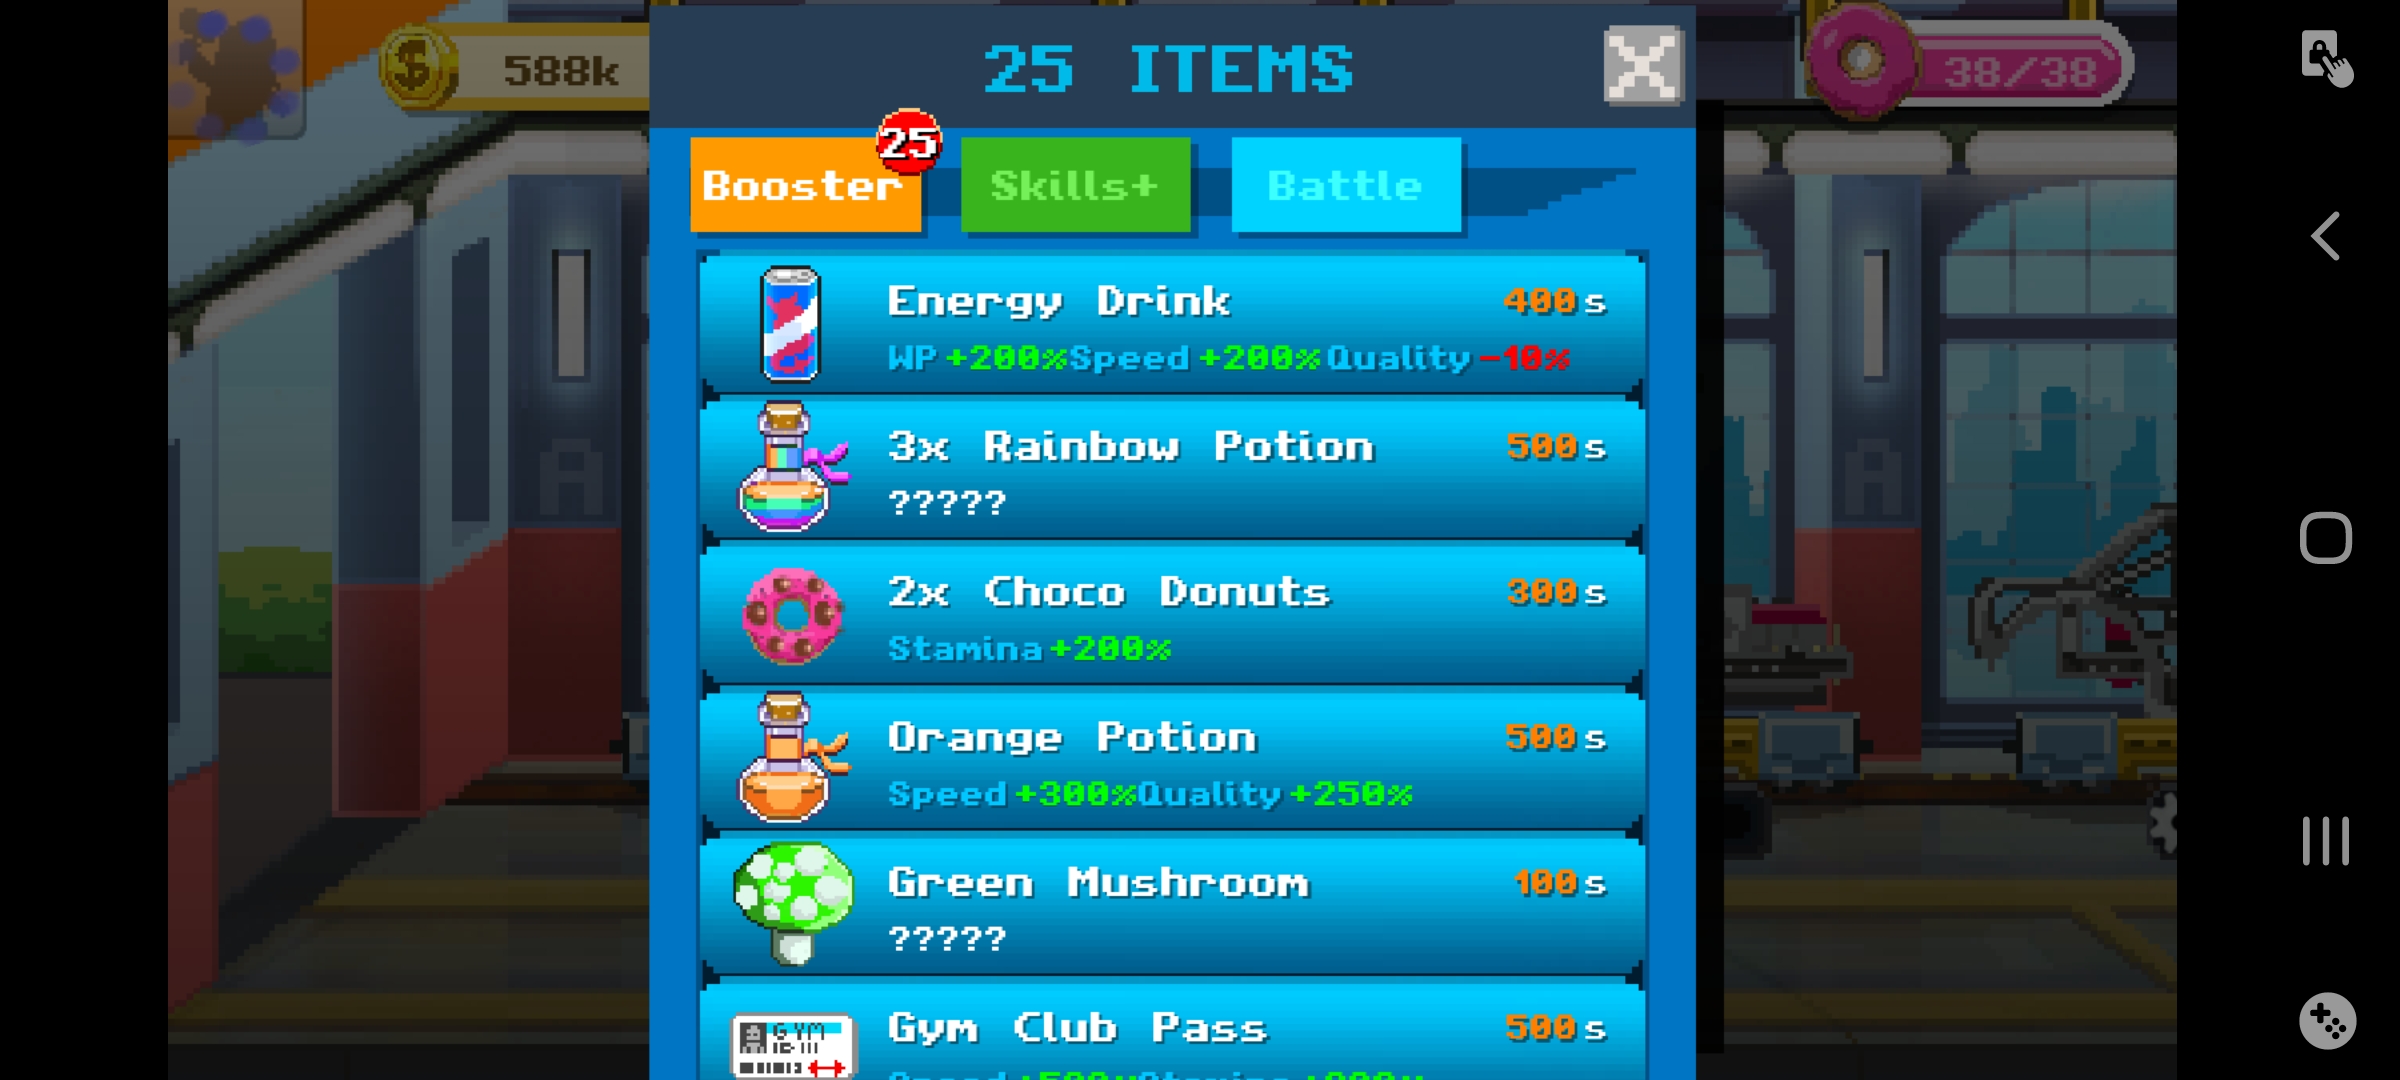 588k
25 ITEMS
38/38
Booster
25
Skills+
Battle
Energy Drink 400s
WP +200% Speed +200% Quality -10%
3x Rainbow Potion 500s
?????
2x Choco Donuts 300s
Stamina +200%
Orange Potion 500s
Speed +300% Quality +250%
Green Mushroom 100s
?????
GYM
Gym Club Pass 500s
A
A